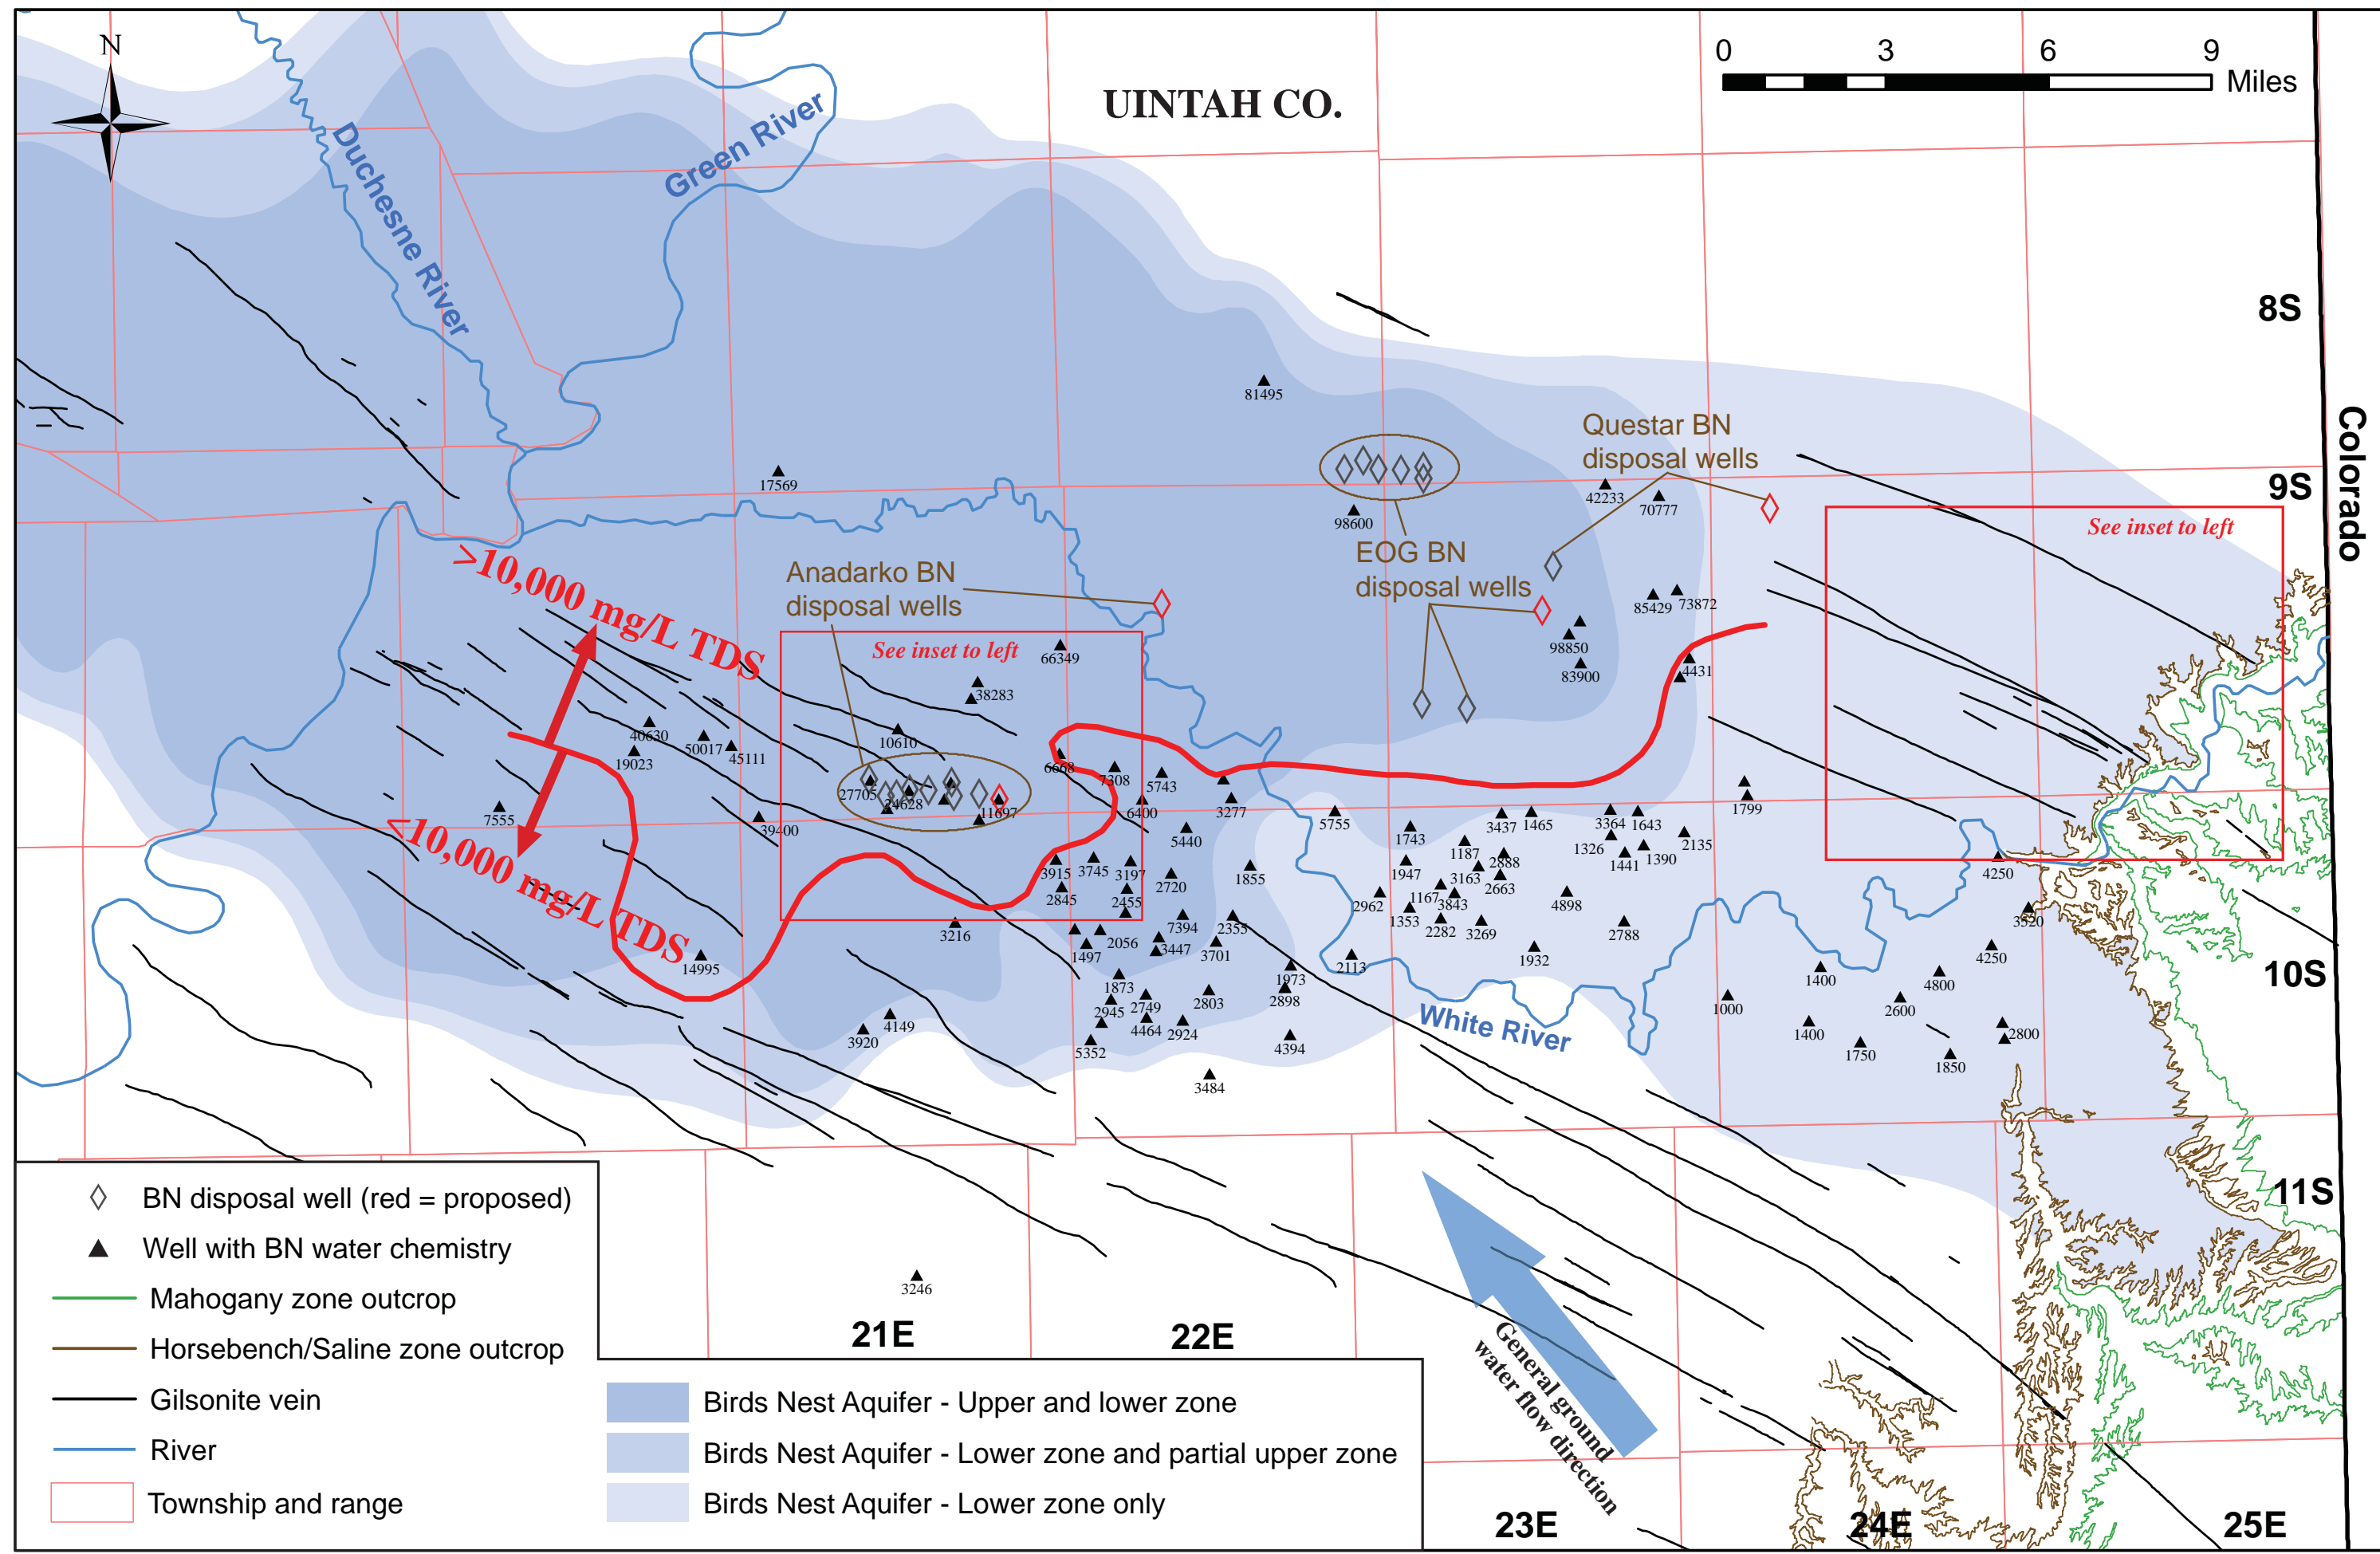 N
UINTAH CO.
0 3 6 9
Miles
Duchesne River
Green River
8S
Colorado
81495
Questar BN
disposal wells
17569
42233
70777
9S
98600
See inset to left
EOG BN
disposal wells
Anadarko BN
disposal wells
>10,000 mg/L TDS
85429
73872
98850
83900
4431
See inset to left
66349
38283
10610
40630
50017
45111
19023
6668
7308
5743
27705
24628
11697
6400
3277
7555
39400
5440
5755
1743
3437
1465
3364
1643
1799
<10,000 mg/L TDS
1326
1441
1390
2135
1187
2888
3915
3745
3197
2720
1855
1947
3163
2663
4250
2845
2455
2962
1167
3843
4898
1353
2282
3269
2788
3520
3216
7394
2355
2056
1497
3447
3701
1932
4250
14995
2113
1973
1873
1400
4800
10S
2945
2749
2803
2898
1000
2600
White River
4149
3920
4464
2924
4394
1400
2800
5352
1750
1850
3484
11S
3246
21E
22E
General ground
water flow direction
23E
24E
25E
BN disposal well (red = proposed)
Well with BN water chemistry
Mahogany zone outcrop
Horsebench/Saline zone outcrop
Gilsonite vein
River
Township and range
Birds Nest Aquifer - Upper and lower zone
Birds Nest Aquifer - Lower zone and partial upper zone
Birds Nest Aquifer - Lower zone only